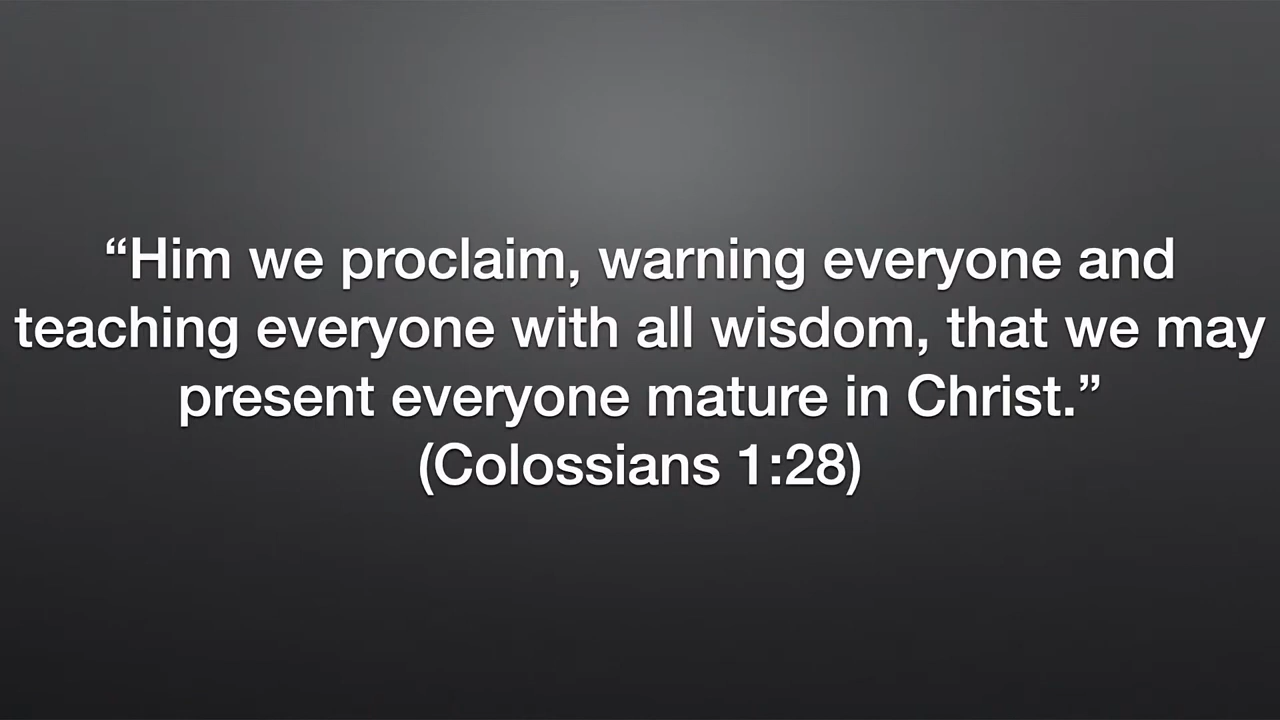 “Him we proclaim, warning everyone and
teaching everyone with all wisdom, that we may
present everyone mature in Christ.”
(Colossians 1:28)